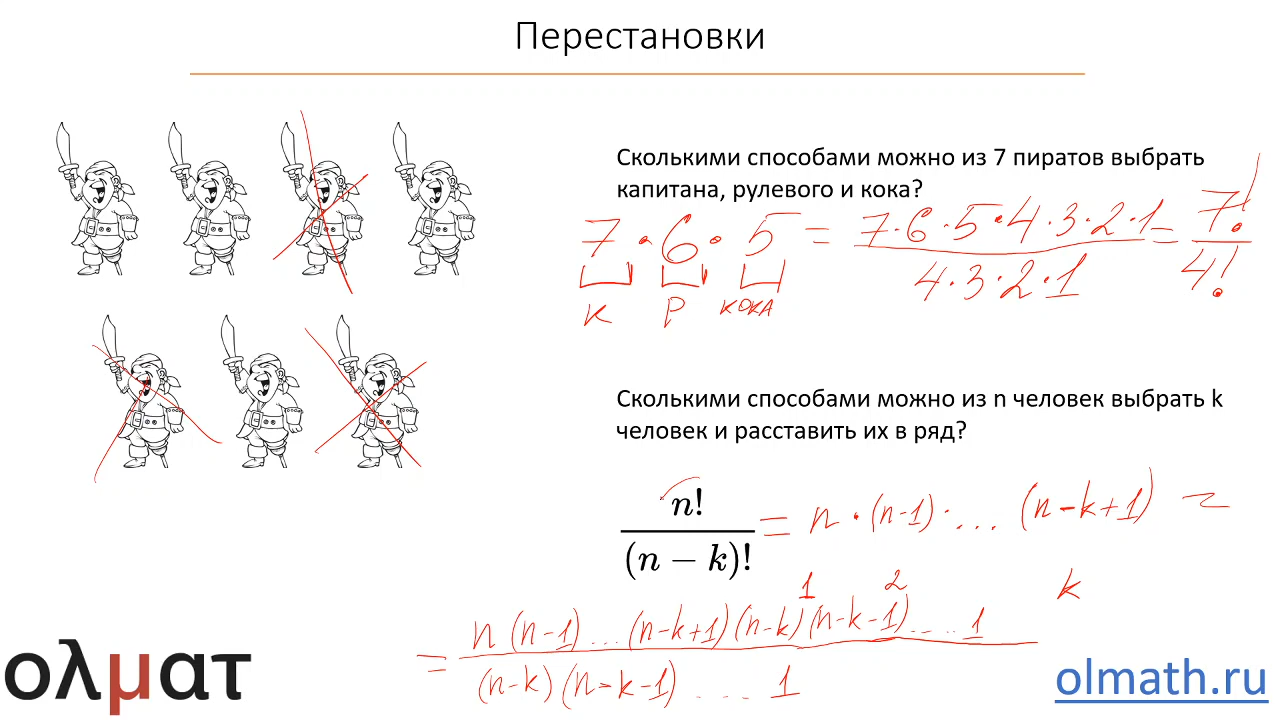 Перестановки
Сколькими способами можно из 7 пиратов выбрать
капитана, рулевого и кока?
7 · 6 · 5 = 7·6·5·4·3·2·1 / 4·3·2·1 = 7! / 4!
К Р КОКА
Сколькими способами можно из n человек выбрать k
человек и расставить их в ряд?
n! / (n − k)! = n · (n-1) · ... (n-k+1) =
1 2 k
= n (n-1) ... (n-k+1) (n-k) (n-k-1) .... 1 / (n-k) (n-k-1) ... 1
ολματ
olmath.ru